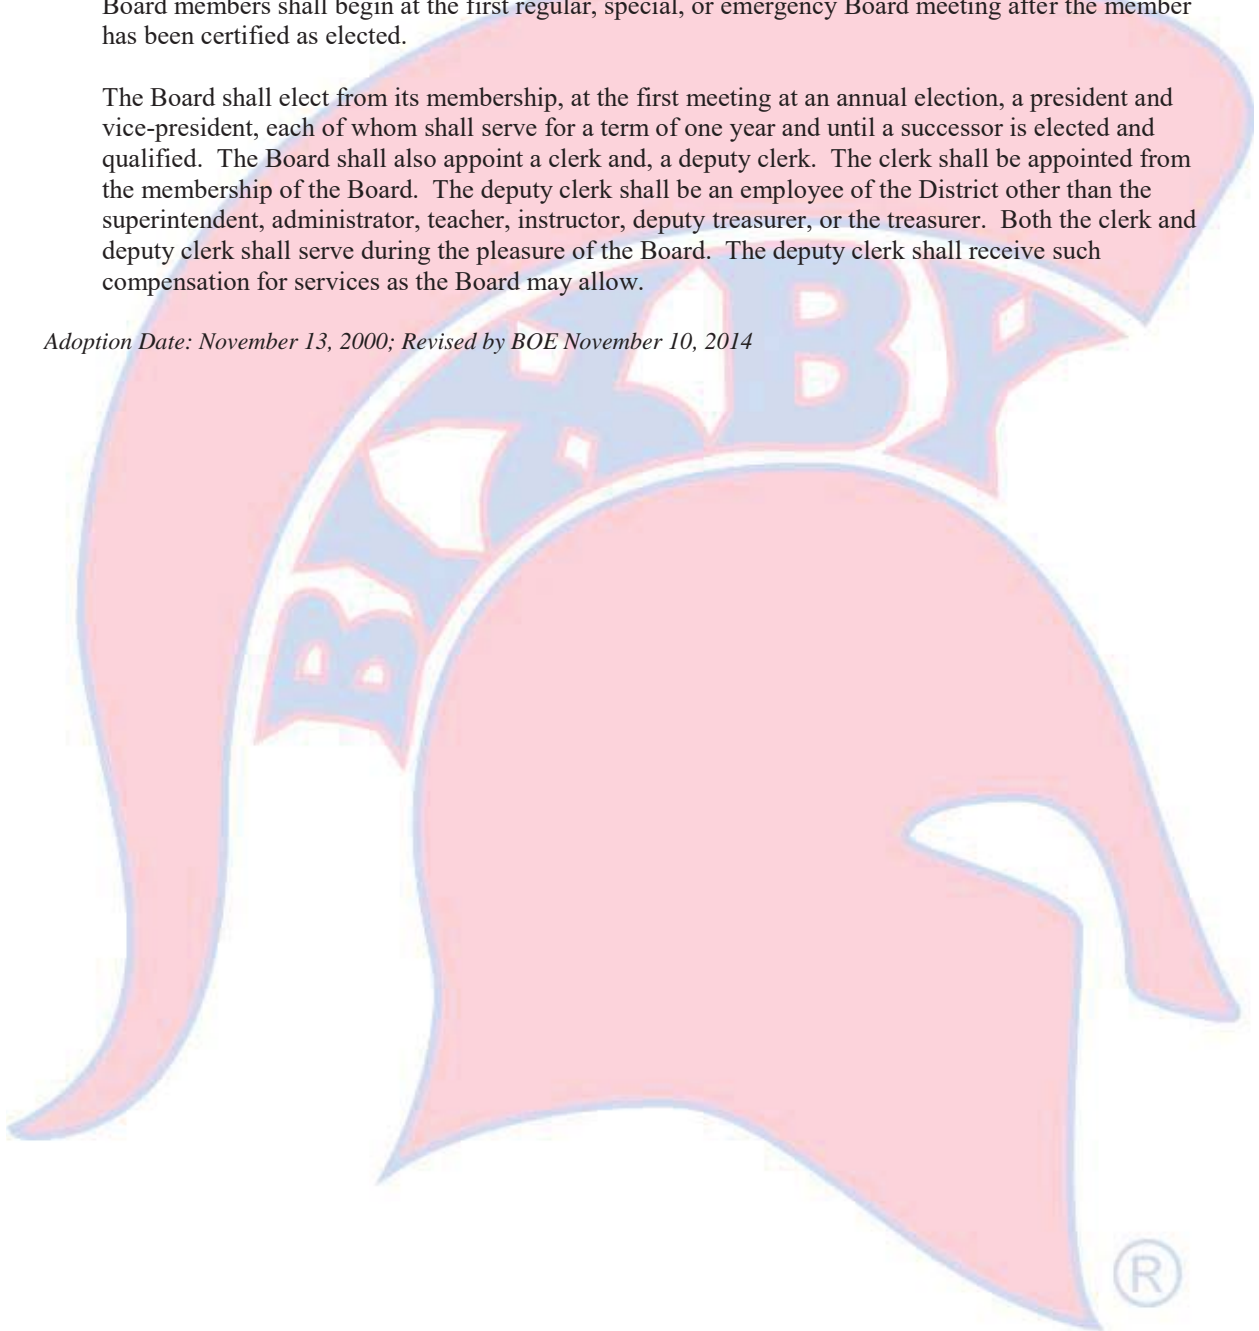 Board members shall begin at the first regular, special, or emergency Board meeting after the member
has been certified as elected.
The Board shall elect from its membership, at the first meeting at an annual election, a president and
vice-president, each of whom shall serve for a term of one year and until a successor is elected and
qualified.  The Board shall also appoint a clerk and, a deputy clerk.  The clerk shall be appointed from
the membership of the Board.  The deputy clerk shall be an employee of the District other than the
superintendent, administrator, teacher, instructor, deputy treasurer, or the treasurer.  Both the clerk and
deputy clerk shall serve during the pleasure of the Board.  The deputy clerk shall receive such
compensation for services as the Board may allow.
Adoption Date: November 13, 2000; Revised by BOE November 10, 2014
BIXBY
®